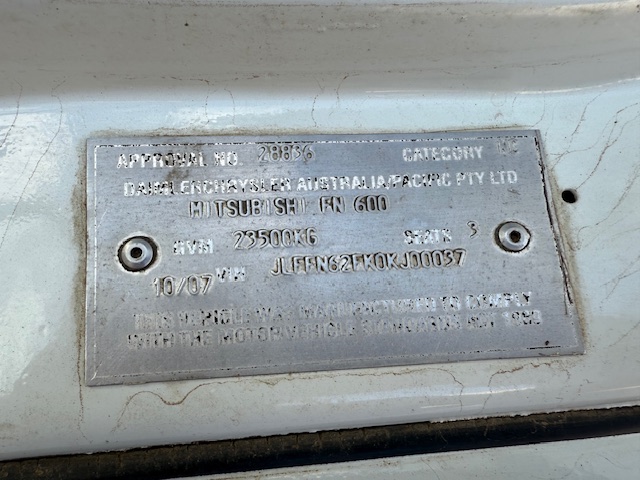 APPROVAL NO. 28836 CATEGORY NC
DAIMLERCHRYSLER AUSTRALIA/PACIFIC PTY LTD
MITSUBISHI FN 600
GVM 23500KG SEATS 3
10/07 VIN JLFFN62FK0KJ00037
THIS VEHICLE WAS MANUFACTURED TO COMPLY
WITH THE MOTOR VEHICLE STANDARDS ACT 1989